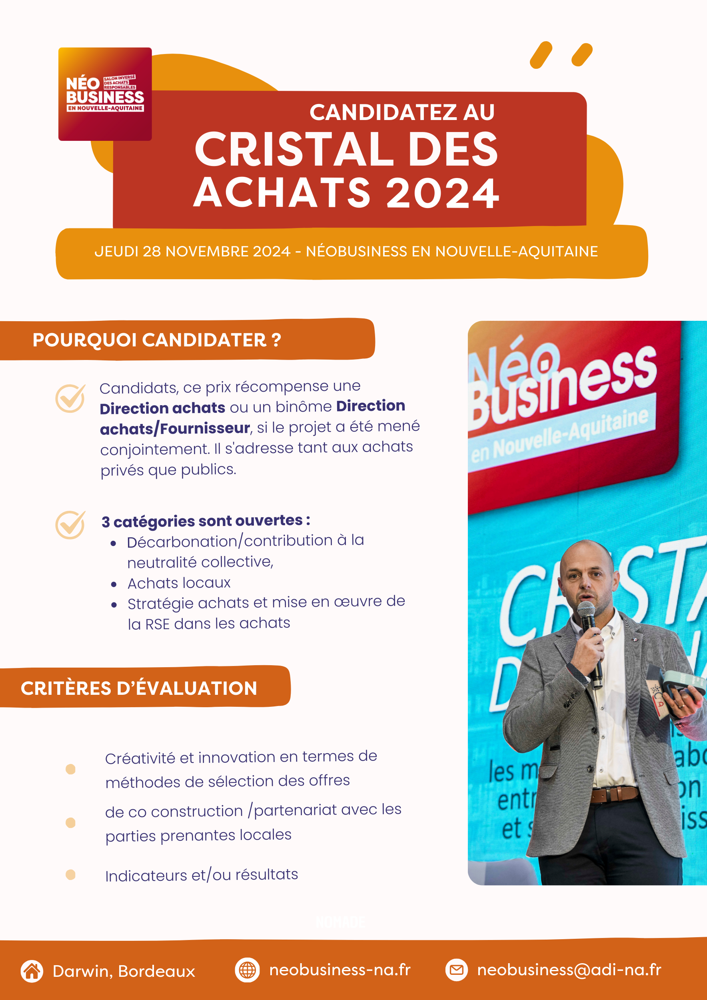 NÉO
SALON INVERSÉ
DES ACHATS
RESPONSABLES
BUSINESS
EN NOUVELLE-AQUITAINE
CANDIDATEZ AU
CRISTAL DES
ACHATS 2024
JEUDI 28 NOVEMBRE 2024 - NÉOBUSINESS EN NOUVELLE-AQUITAINE
POURQUOI CANDIDATER ?
Candidats, ce prix récompense une
Direction achats ou un binôme Direction
achats/Fournisseur, si le projet a été mené
conjointement. Il s'adresse tant aux achats
privés que publics.
3 catégories sont ouvertes :
Décarbonation/contribution à la
neutralité collective,
Achats locaux
Stratégie achats et mise en œuvre de
la RSE dans les achats
Néo
Business
en Nouvelle-Aquitaine
les
et
CRITÈRES D’ÉVALUATION
Créativité et innovation en termes de
méthodes de sélection des offres
de co construction /partenariat avec les
parties prenantes locales
Indicateurs et/ou résultats
NOMADE
Darwin, Bordeaux
neobusiness-na.fr
neobusiness@adi-na.fr